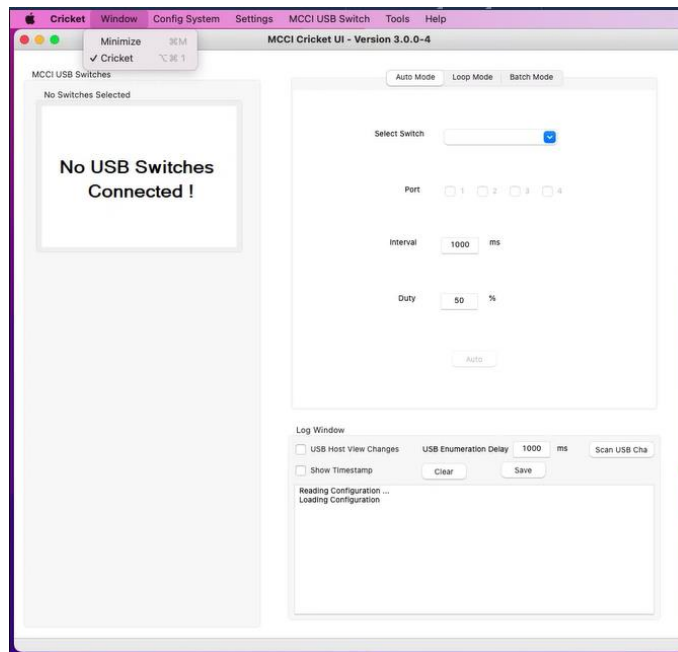 Cricket Window Config System Settings MCCI USB Switch Tools Help
MCCI Cricket UI - Version 3.0.0-4
Minimize ⌘M
✓ Cricket ⌥⌘1
MCCI USB Switches
No Switches Selected
No USB Switches
Connected !
Auto Mode Loop Mode Batch Mode
Select Switch
Port 1 2 3 4
Interval 1000 ms
Duty 50 %
Auto
Log Window
USB Host View Changes USB Enumeration Delay 1000 ms Scan USB Cha
Show Timestamp Clear Save
Reading Configuration ...
Loading Configuration